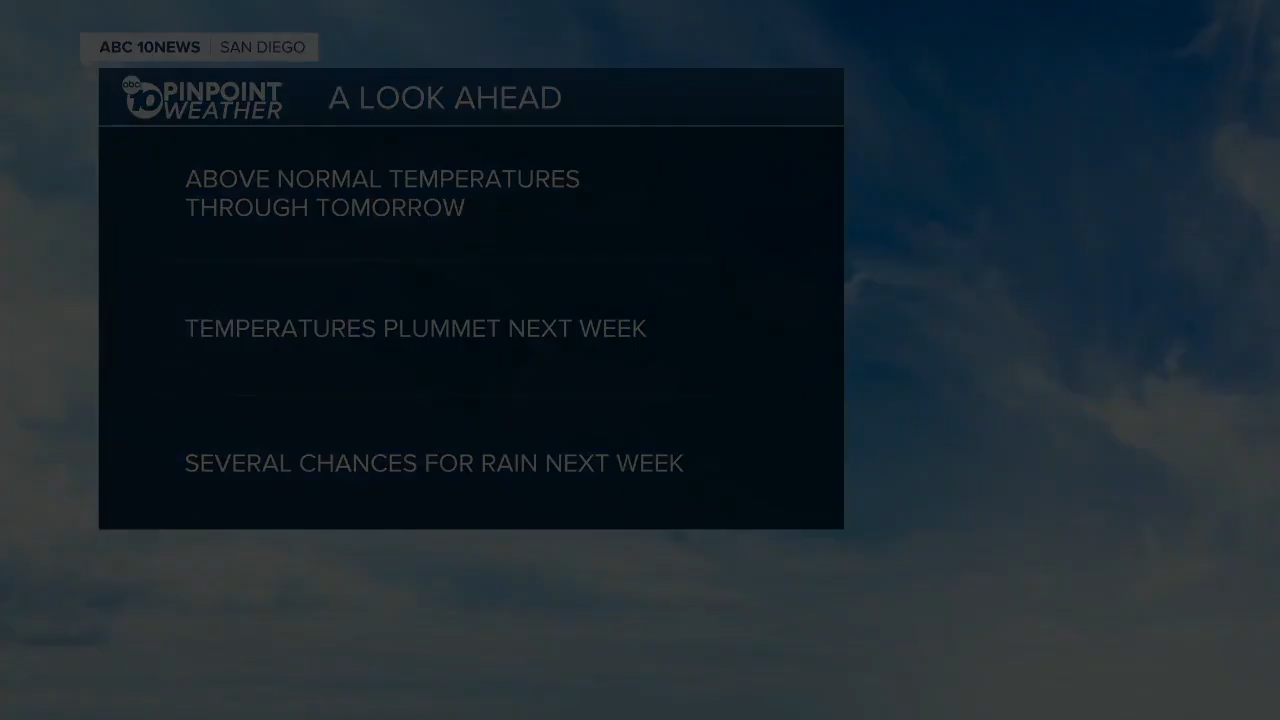 ABC 10NEWS | SAN DIEGO
abc 10 PINPOINT WEATHER
A LOOK AHEAD
ABOVE NORMAL TEMPERATURES
THROUGH TOMORROW
TEMPERATURES PLUMMET NEXT WEEK
SEVERAL CHANCES FOR RAIN NEXT WEEK